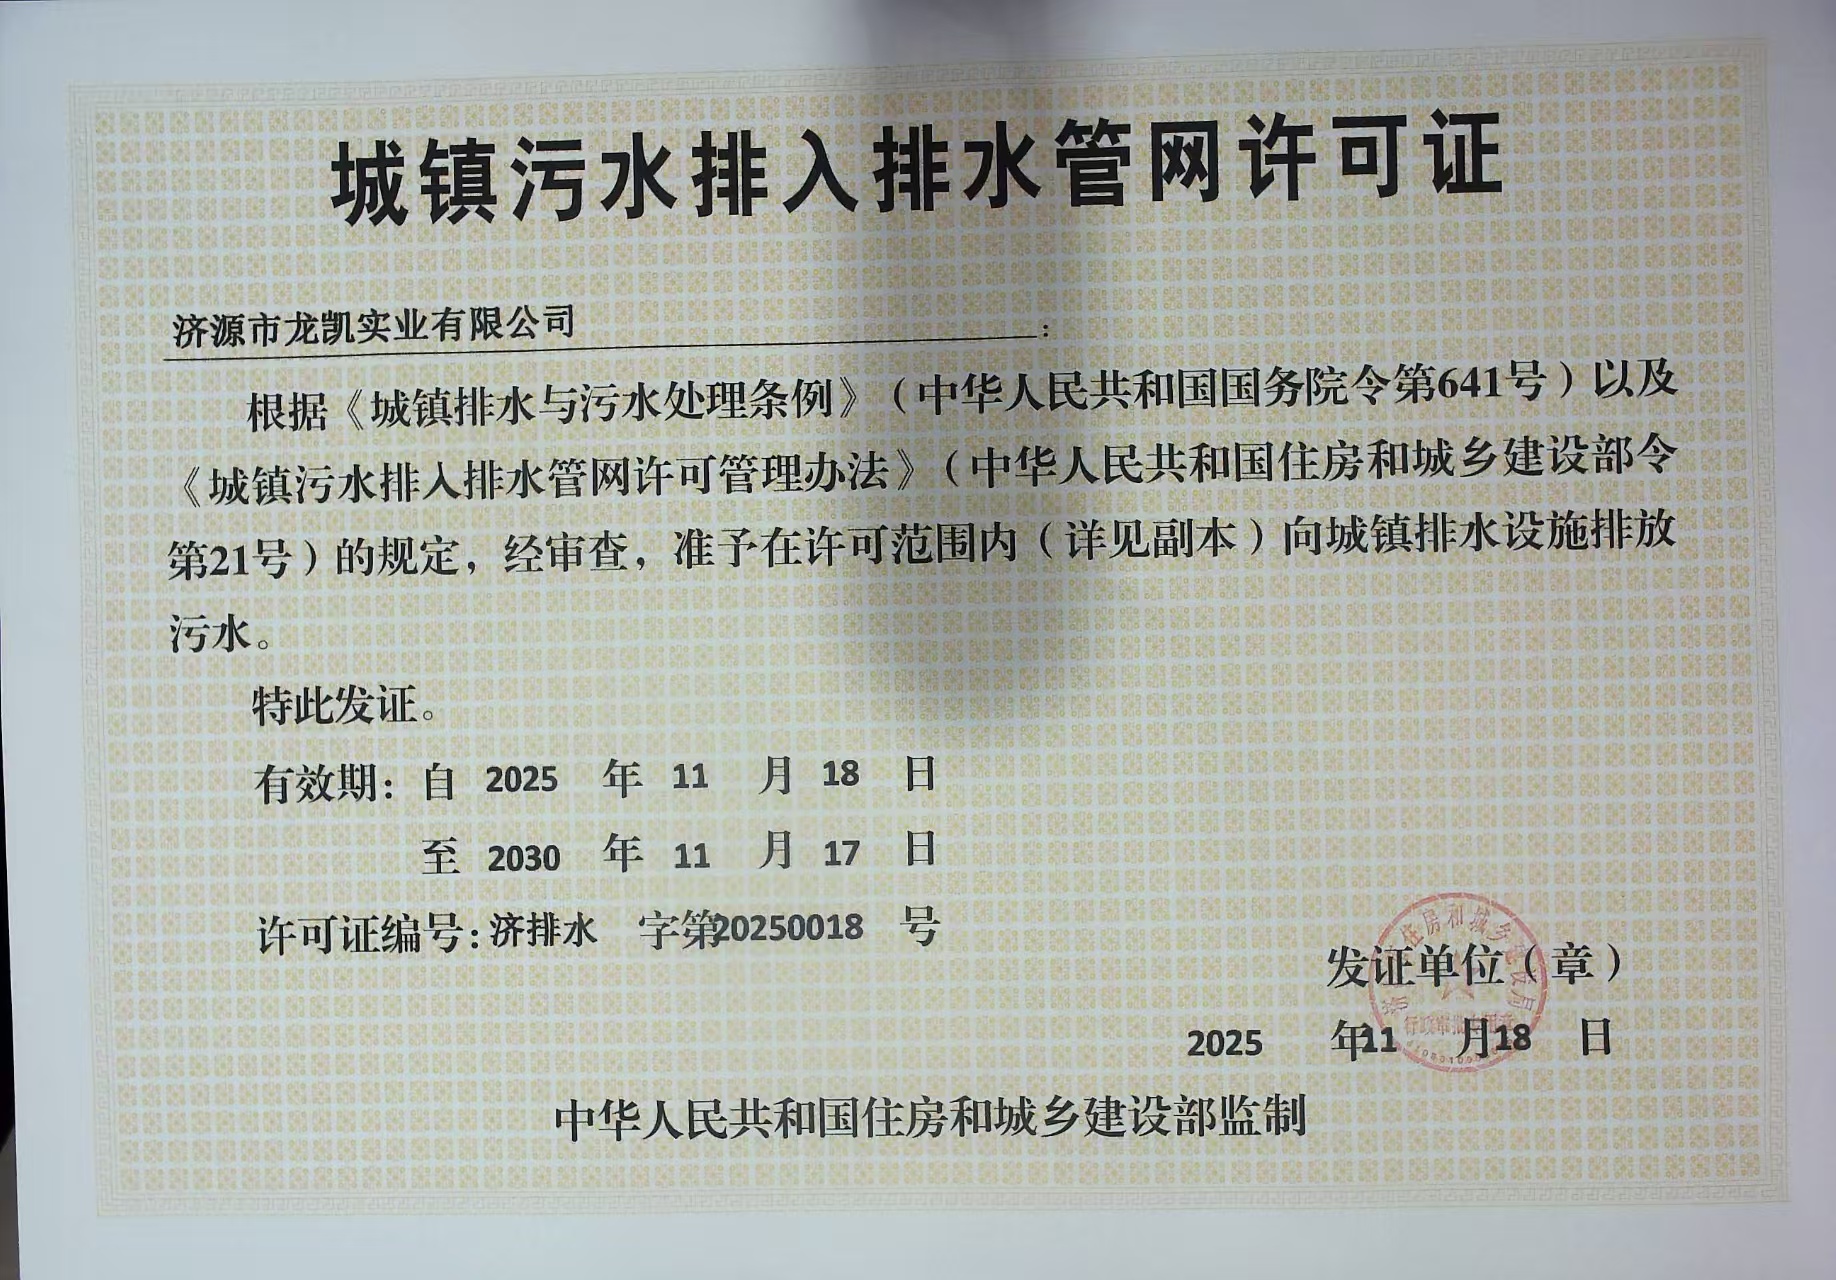 城镇污水排入排水管网许可证
济源市龙凯实业有限公司：
根据《城镇排水与污水处理条例》（中华人民共和国国务院令第641号）以及
《城镇污水排入排水管网许可管理办法》（中华人民共和国住房和城乡建设部令
第21号）的规定，经审查，准予在许可范围内（详见副本）向城镇排水设施排放
污水。
特此发证。
有效期：自 2025 年 11 月 18 日
至 2030 年 11 月 17 日
许可证编号：济排水 字第20250018 号
发证单位（章）
住房和城乡建设局
2025 年11 月18 日
中华人民共和国住房和城乡建设部监制